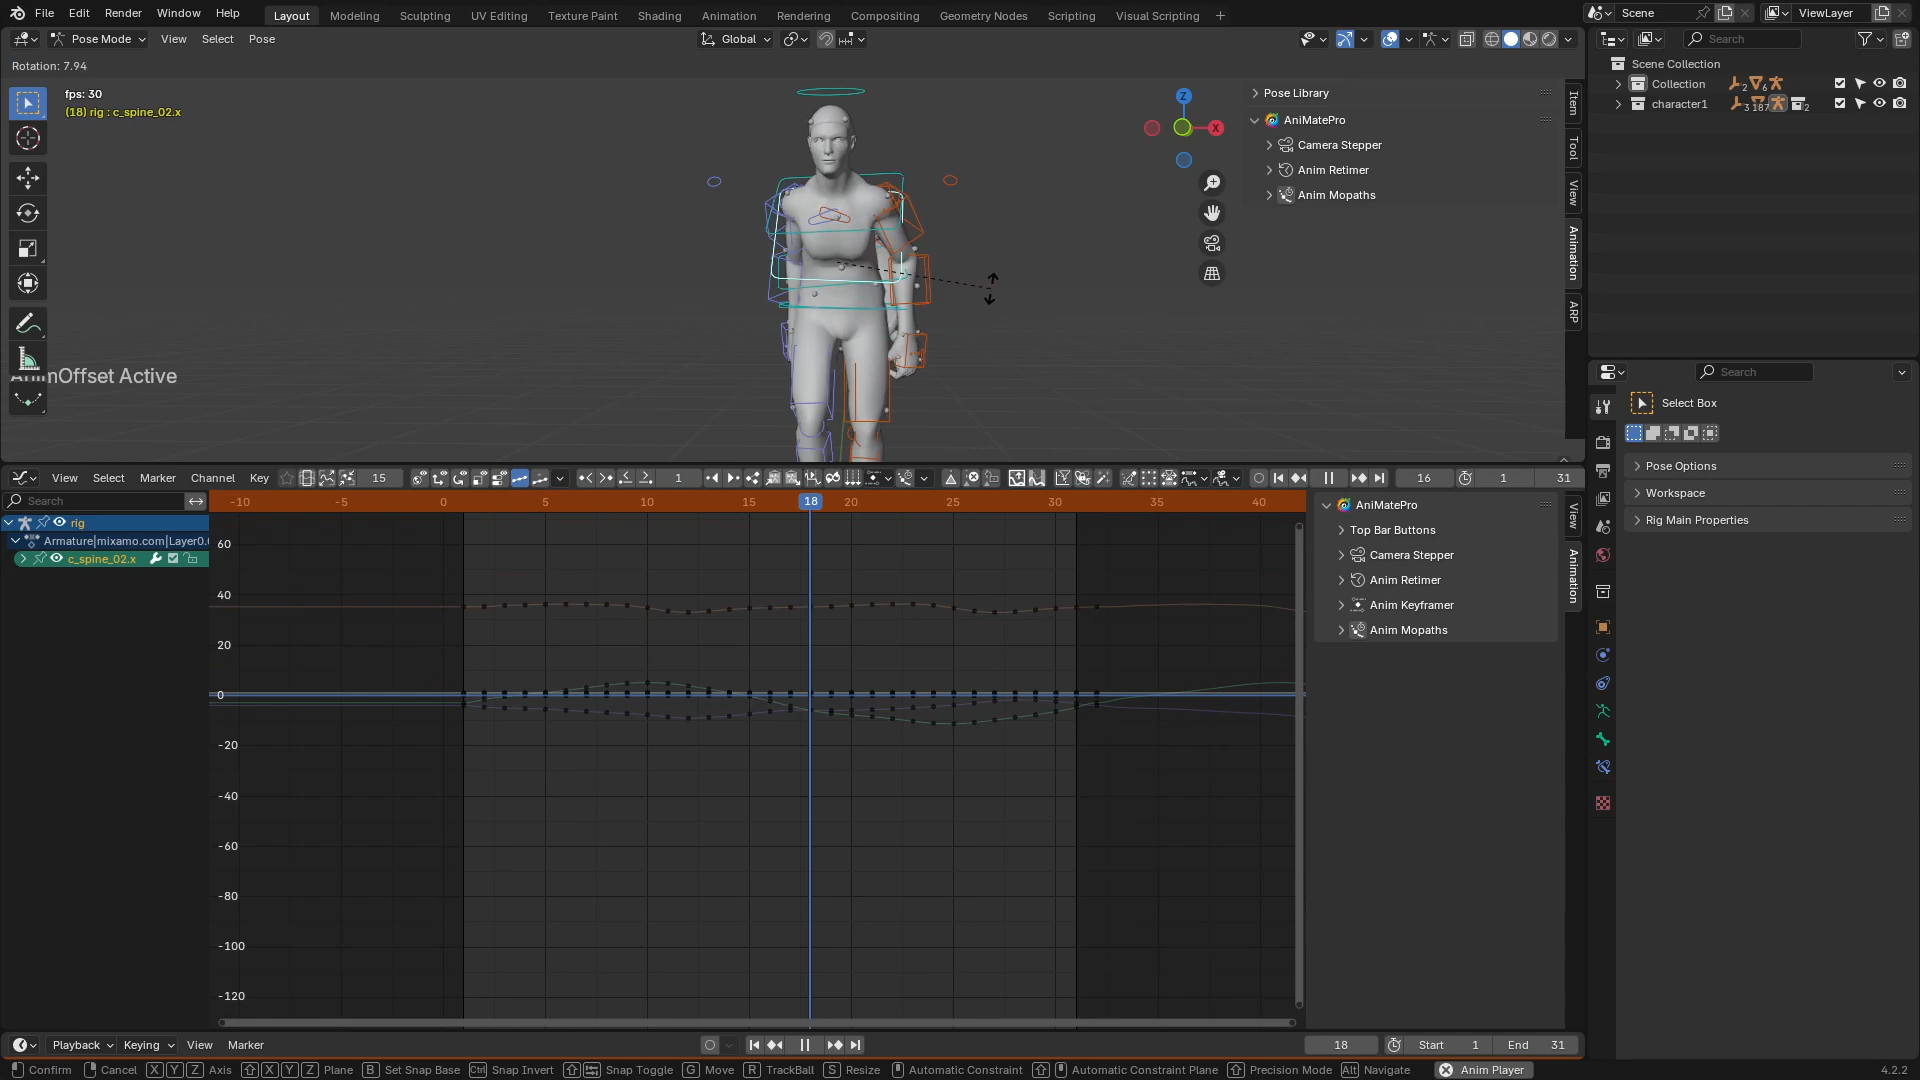 File Edit Render Window Help Layout Modeling Sculpting UV Editing Texture Paint Shading Animation Rendering Compositing Geometry Nodes Scripting Visual Scripting + Scene ViewLayer
Pose Mode View Select Pose Global Search
Rotation: 7.94
Scene Collection
fps: 30
(18) rig : c_spine_02.x
Z
X
Pose Library
AniMatePro
Camera Stepper
Anim Retimer
Anim Mopaths
Item
Tool
View
Animation
ARP
Collection 2 6
character1 3 187 2
AnimOffset Active
Search
Select Box
Pose Options
Workspace
Rig Main Properties
View Select Marker Channel Key 15 1 16 1 31
Search
-10 -5 0 5 10 15 18 20 25 30 35 40
rig
Armature|mixamo.com|Layer0.
c_spine_02.x
60
40
20
0
-20
-40
-60
-80
-100
-120
AniMatePro
Top Bar Buttons
Camera Stepper
Anim Retimer
Anim Keyframer
Anim Mopaths
View
Animation
Playback Keying View Marker 18 Start 1 End 31
Confirm Cancel X Y Z Axis X Y Z Plane B Set Snap Base Ctrl Snap Invert Snap Toggle G Move R TrackBall S Resize Automatic Constraint Automatic Constraint Plane Precision Mode Alt Navigate Anim Player 4.2.2